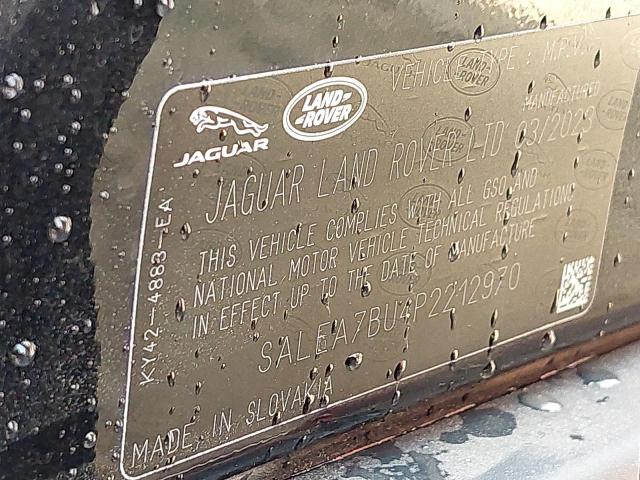 VEHICLE TYPE : M.P.V.
MANUFACTURED
LAND-
ROVER
JAGUAR
JAGUAR LAND ROVER LTD 03/2023
THIS VEHICLE COMPLIES WITH ALL GSO AND
NATIONAL MOTOR VEHICLE TECHNICAL REGULATIONS
IN EFFECT UP TO THE DATE OF MANUFACTURE
SALEA7BU4P2212970
MADE IN SLOVAKIA
KY42-4883-EA